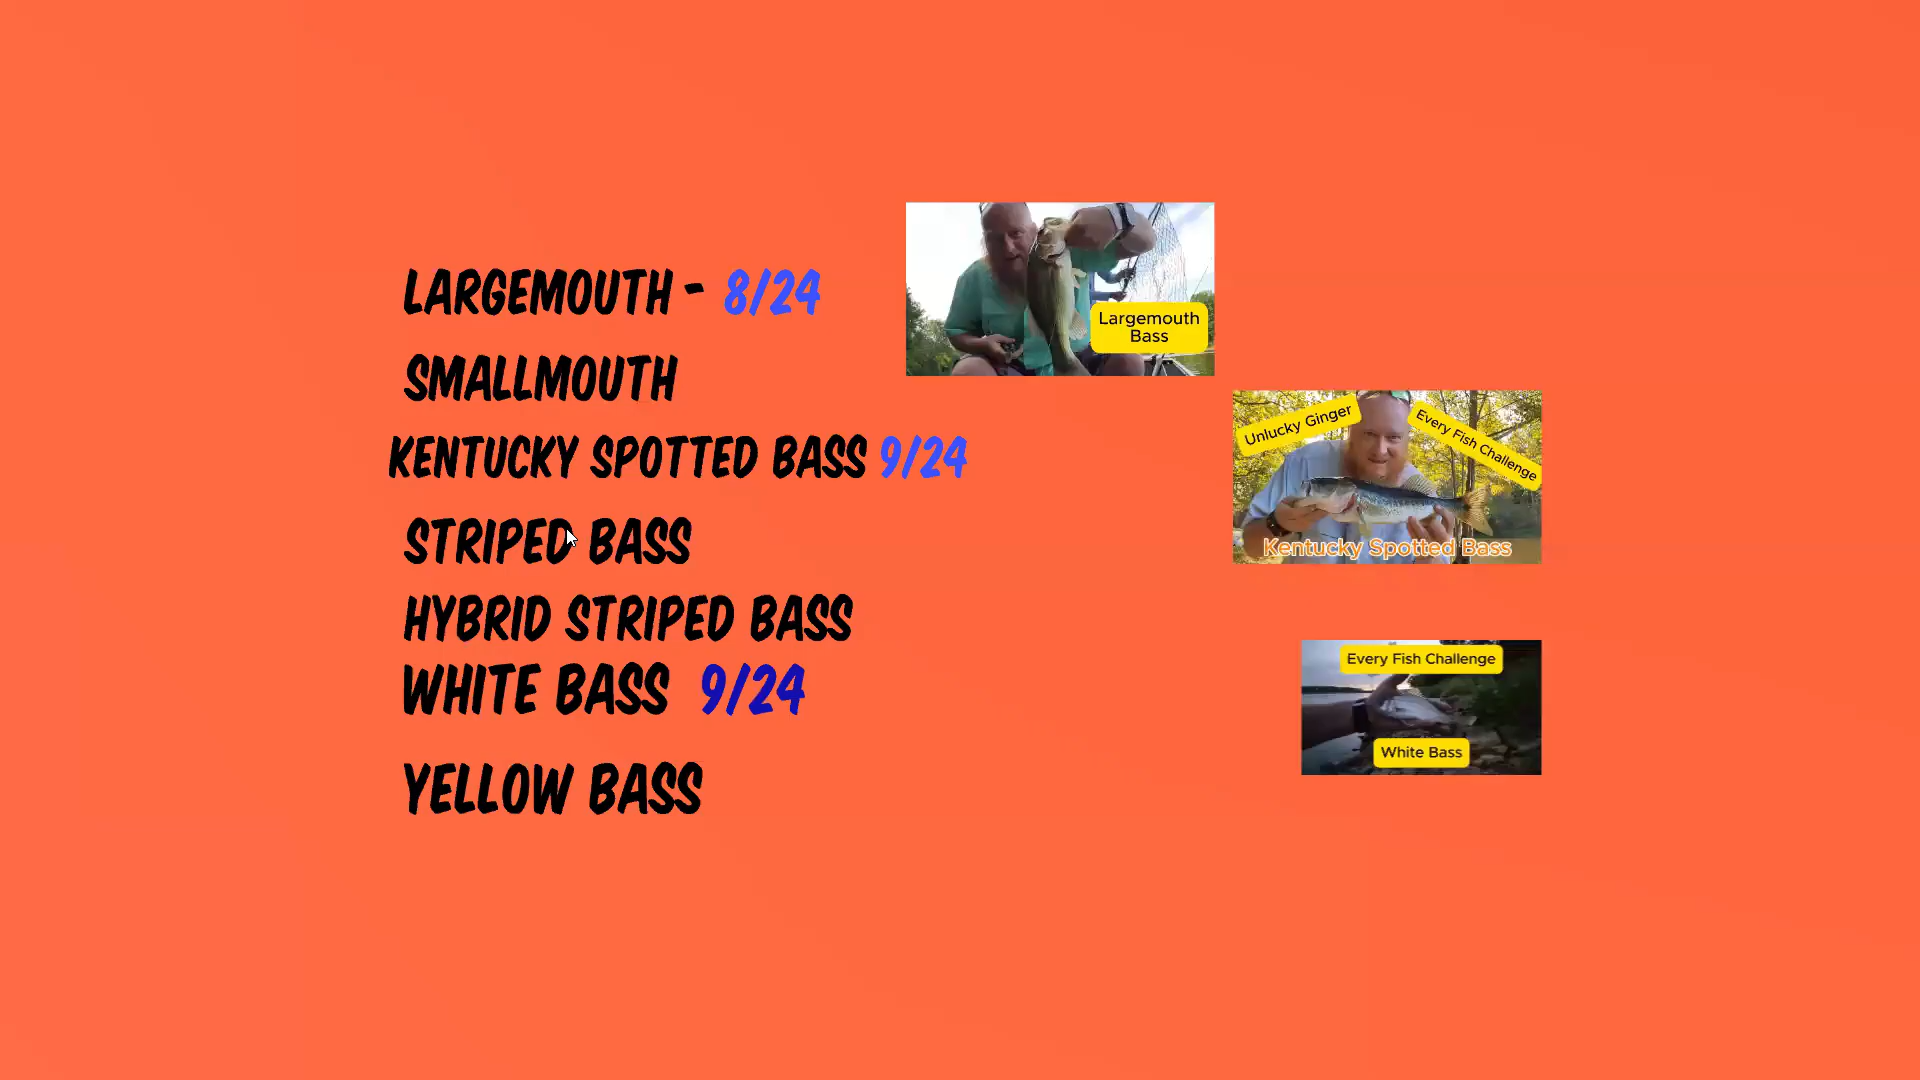 LARGEMOUTH - 8/24
Largemouth
Bass
SMALLMOUTH
KENTUCKY SPOTTED BASS 9/24
Unlucky Ginger
Every Fish Challenge
Kentucky Spotted Bass
STRIPED BASS
HYBRID STRIPED BASS
WHITE BASS 9/24
Every Fish Challenge
White Bass
YELLOW BASS